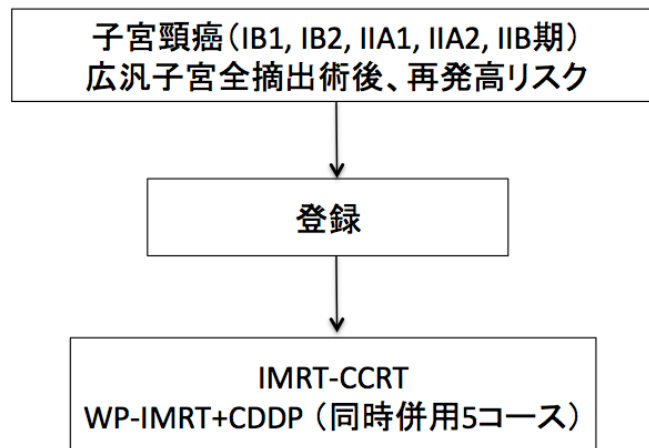 子宮頸癌（IB1, IB2, IIA1, IIA2, IIB期）
広汎子宮全摘出術後、再発高リスク
登録
IMRT-CCRT
WP-IMRT+CDDP （同時併用5コース）